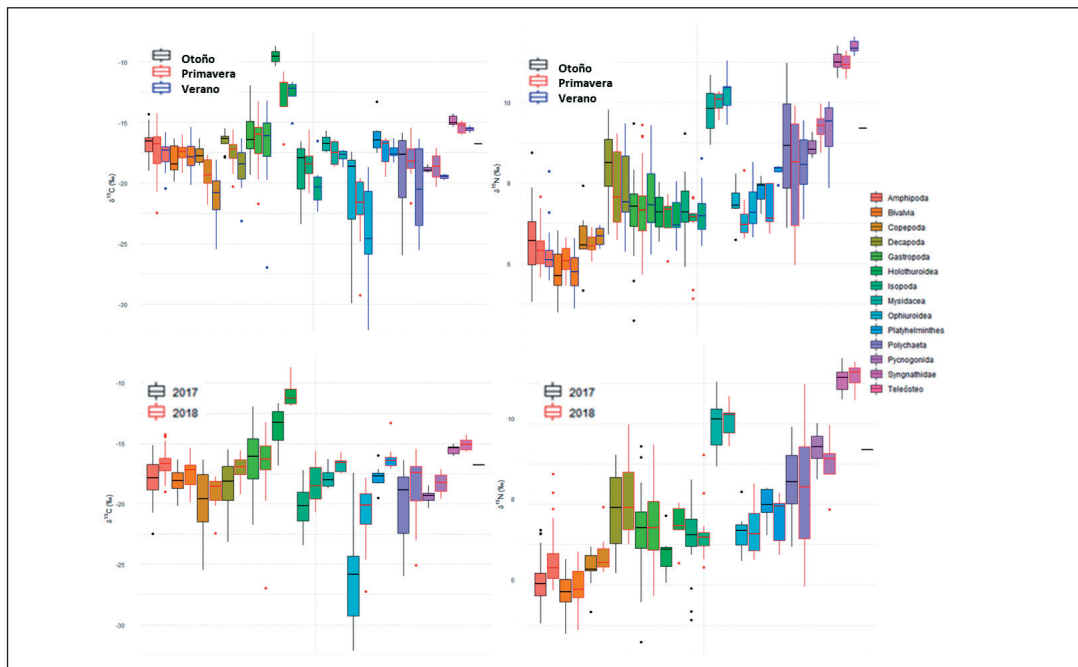 Otoño
Primavera
Verano
δ¹³C (‰)
-10
-15
-20
-25
-30
Otoño
Primavera
Verano
δ¹⁵N (‰)
10
8
6
2017
2018
δ¹³C (‰)
-10
-15
-20
-25
-30
2017
2018
δ¹⁵N (‰)
10
8
6
Amphipoda
Bivalvia
Copepoda
Decapoda
Gastropoda
Holothuroidea
Isopoda
Mysidacea
Ophiuroidea
Platyhelminthes
Polychaeta
Pycnogonida
Syngnathidae
Teleósteo